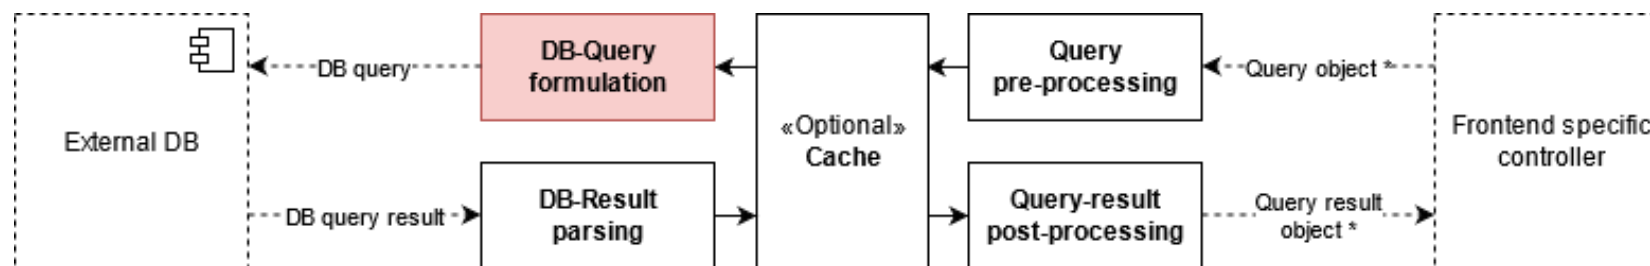 DB-Query
formulation
Query
pre-processing
DB query
Query object *
«Optional»
Cache
External DB
Frontend specific
controller
DB-Result
parsing
Query-result
post-processing
DB query result
Query result
object *